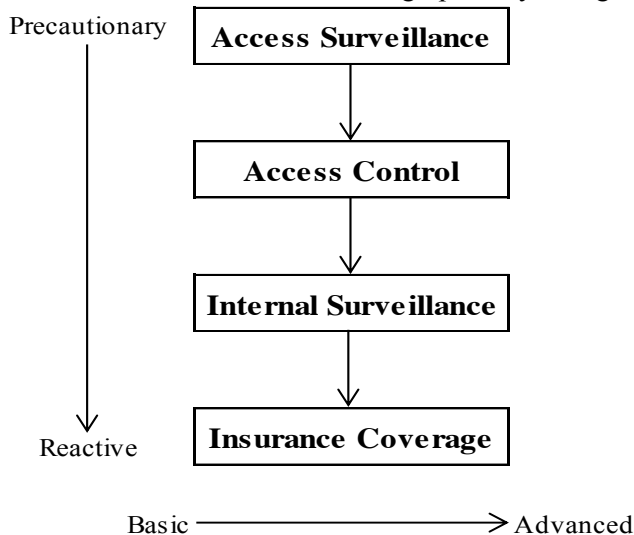 Precautionary
Access Surveillance
Access Control
Internal Surveillance
Insurance Coverage
Reactive
Basic
Advanced